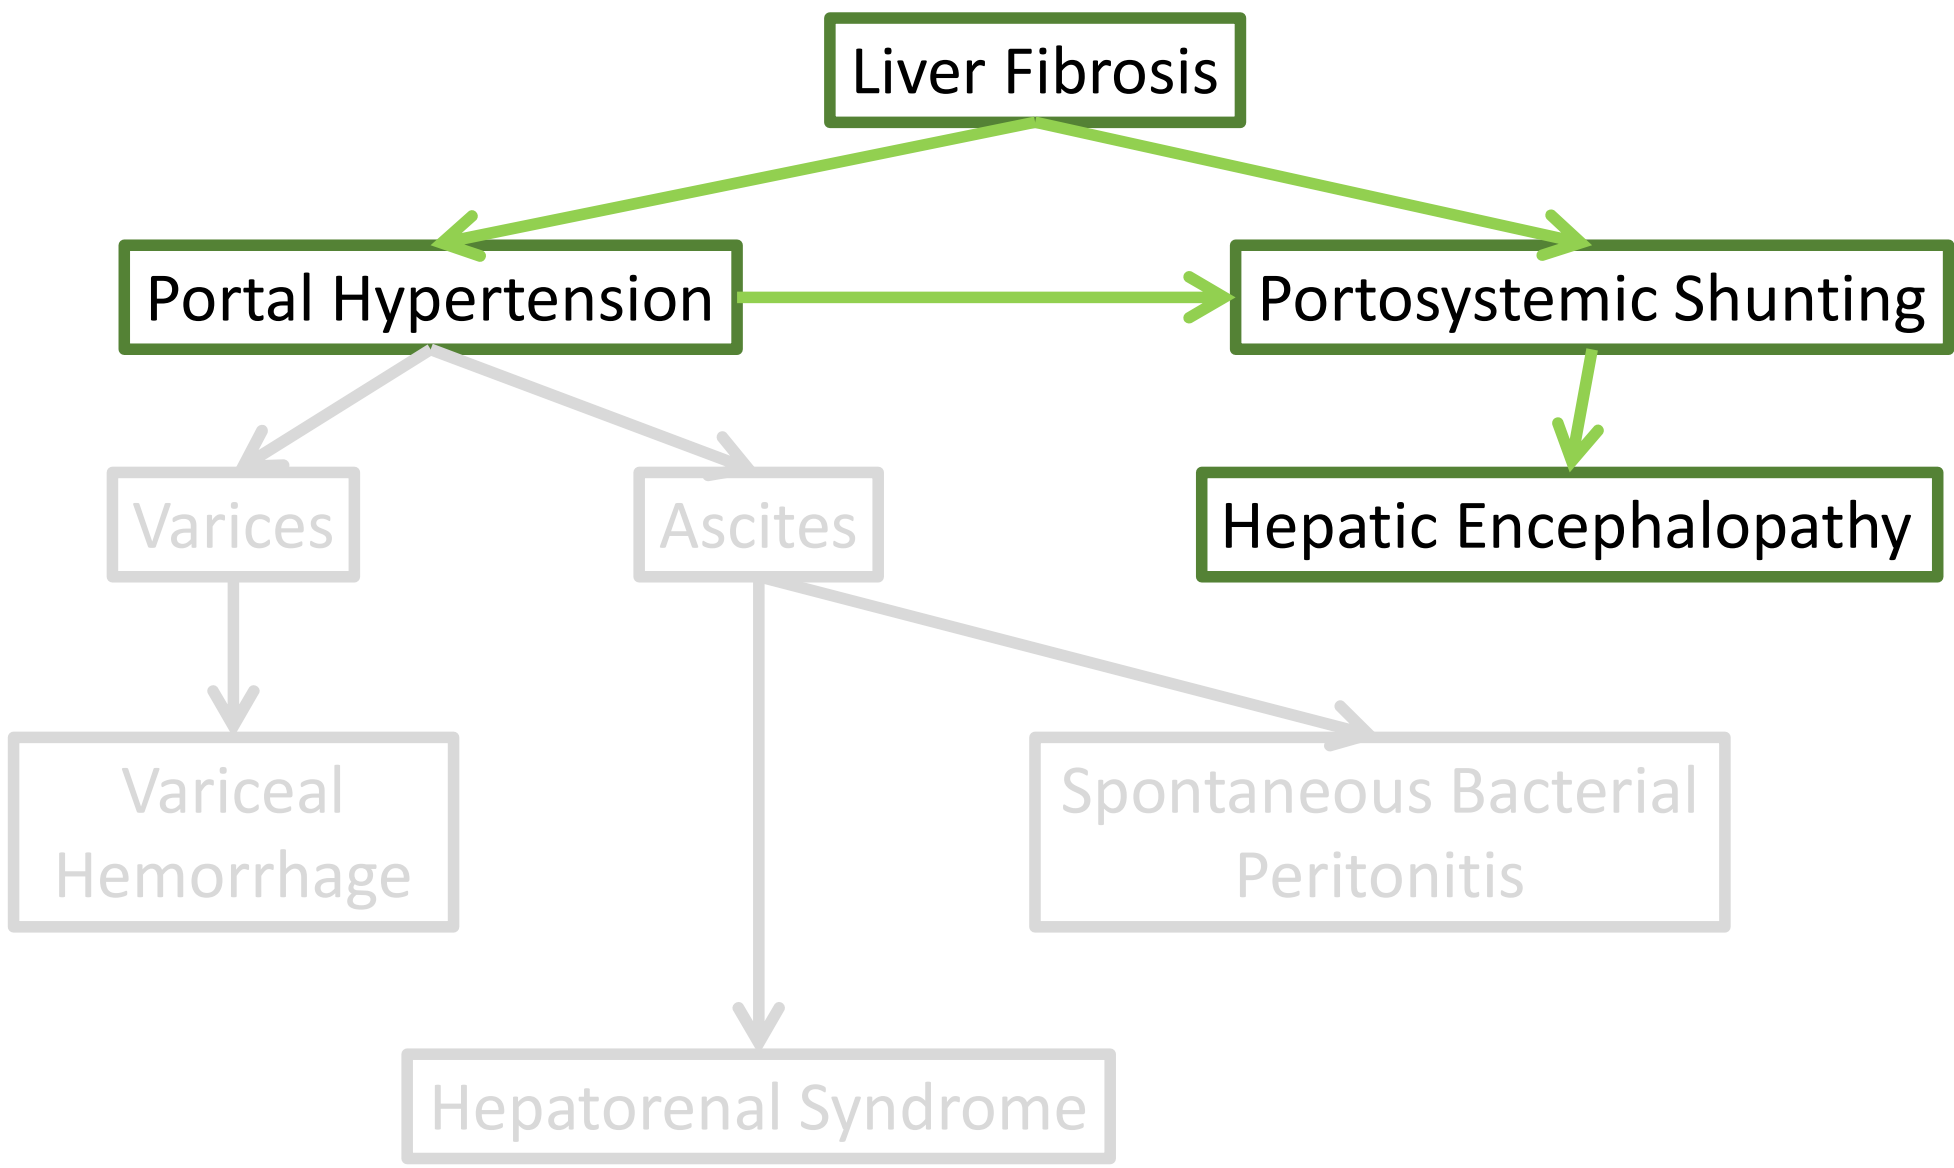 Liver Fibrosis
Portal Hypertension
Portosystemic Shunting
Varices
Ascites
Hepatic Encephalopathy
Variceal
Hemorrhage
Spontaneous Bacterial
Peritonitis
Hepatorenal Syndrome